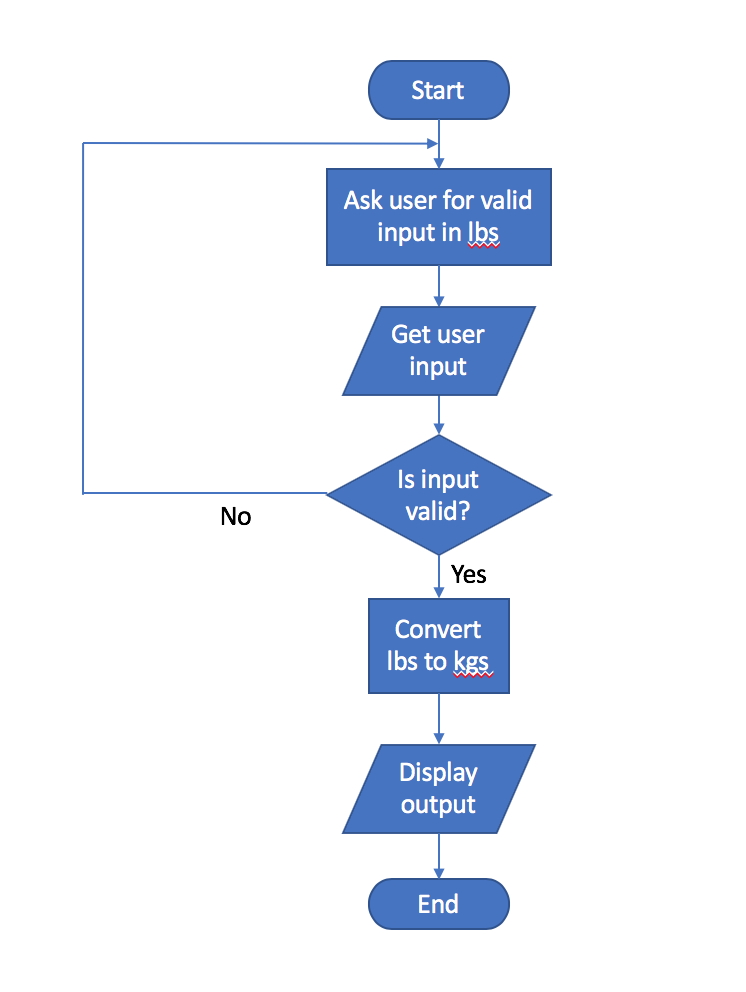 Start
Ask user for valid
input in lbs
Get user
input
Is input
valid?
No
Yes
Convert
lbs to kgs
Display
output
End